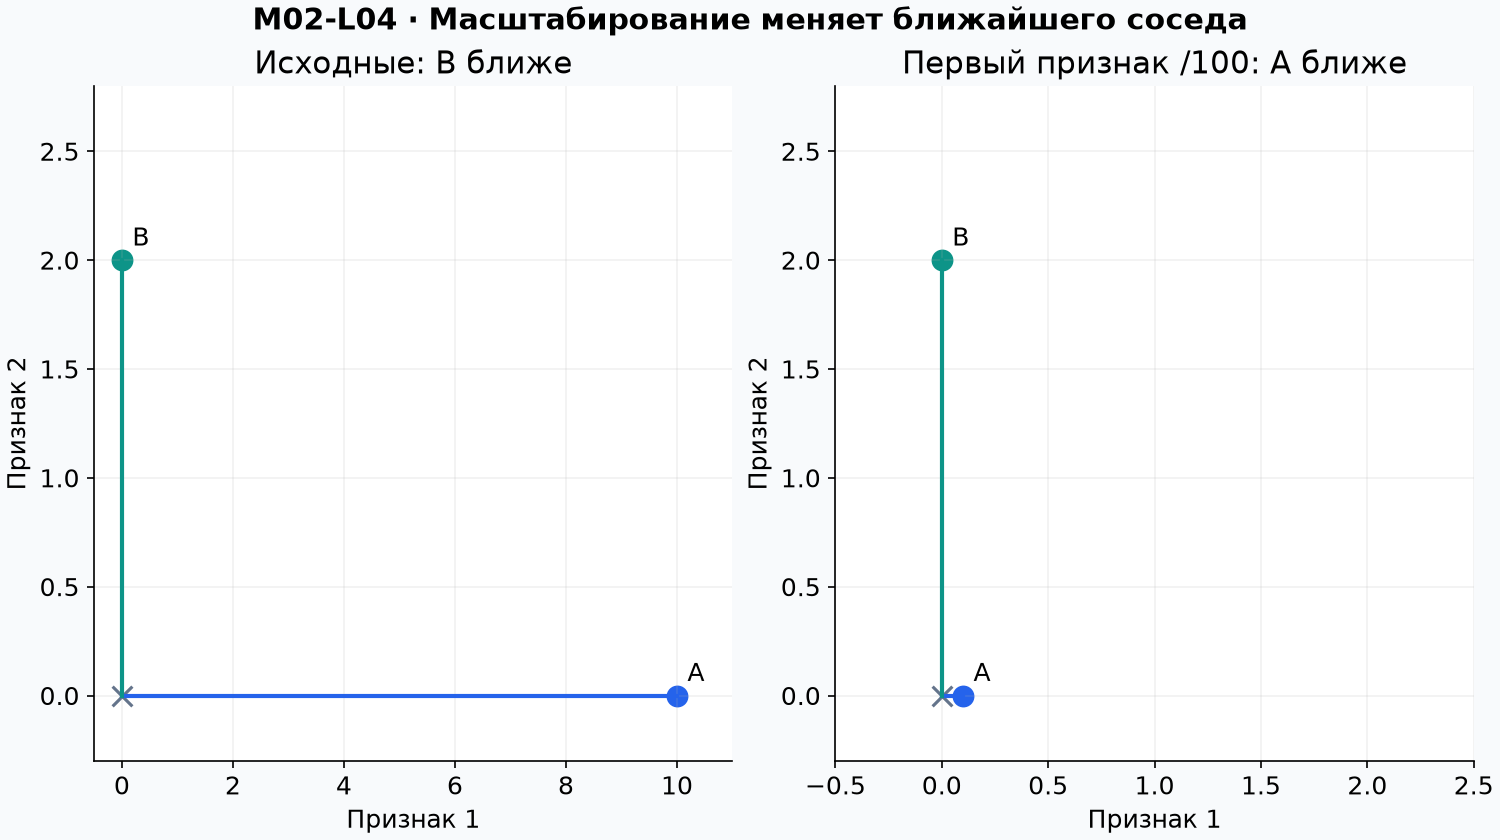 M02-L04 · Масштабирование меняет ближайшего соседа
Исходные: B ближе
2.5
2.0
1.5
1.0
0.5
0.0
Признак 2
B
A
0 2 4 6 8 10
Признак 1
Первый признак /100: A ближе
2.5
2.0
1.5
1.0
0.5
0.0
Признак 2
B
A
−0.5 0.0 0.5 1.0 1.5 2.0 2.5
Признак 1